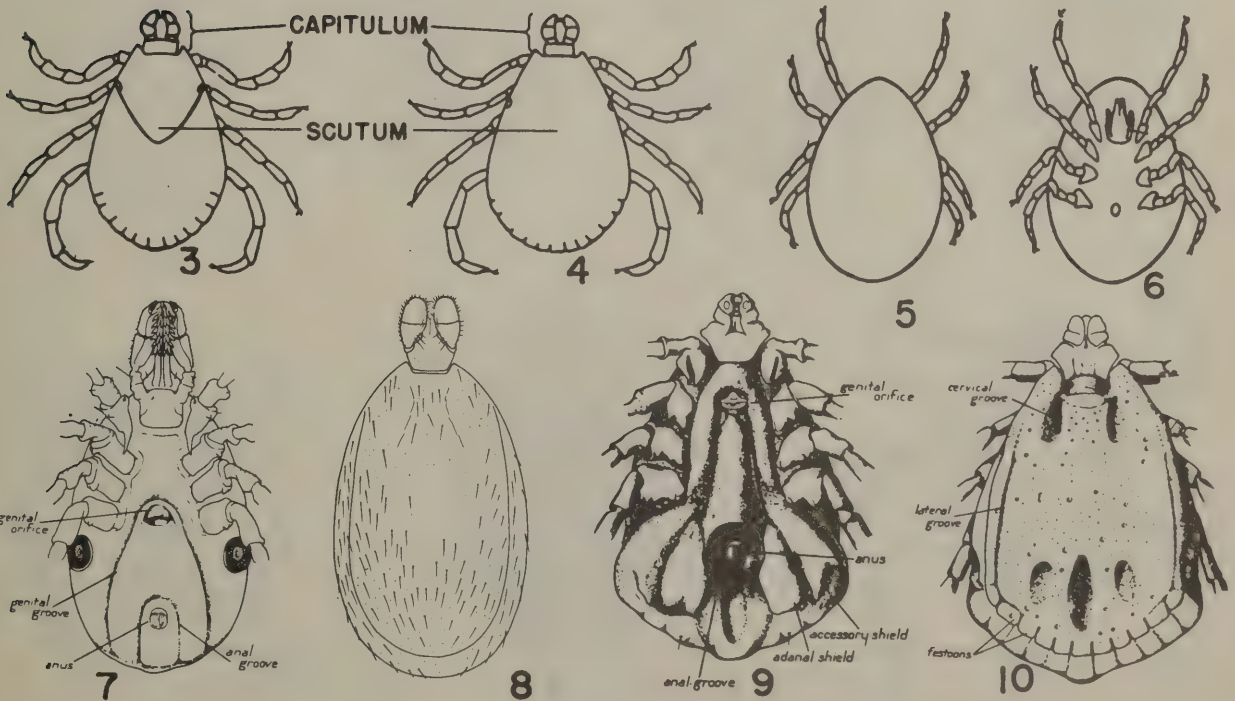 CAPITULUM
SCUTUM
3
4
5
6
genital
orifice
genital
groove
anus
anal
groove
7
8
genital
orifice
anus
accessory shield
adanal shield
anal groove
9
cervical
groove
lateral
groove
festoons
10